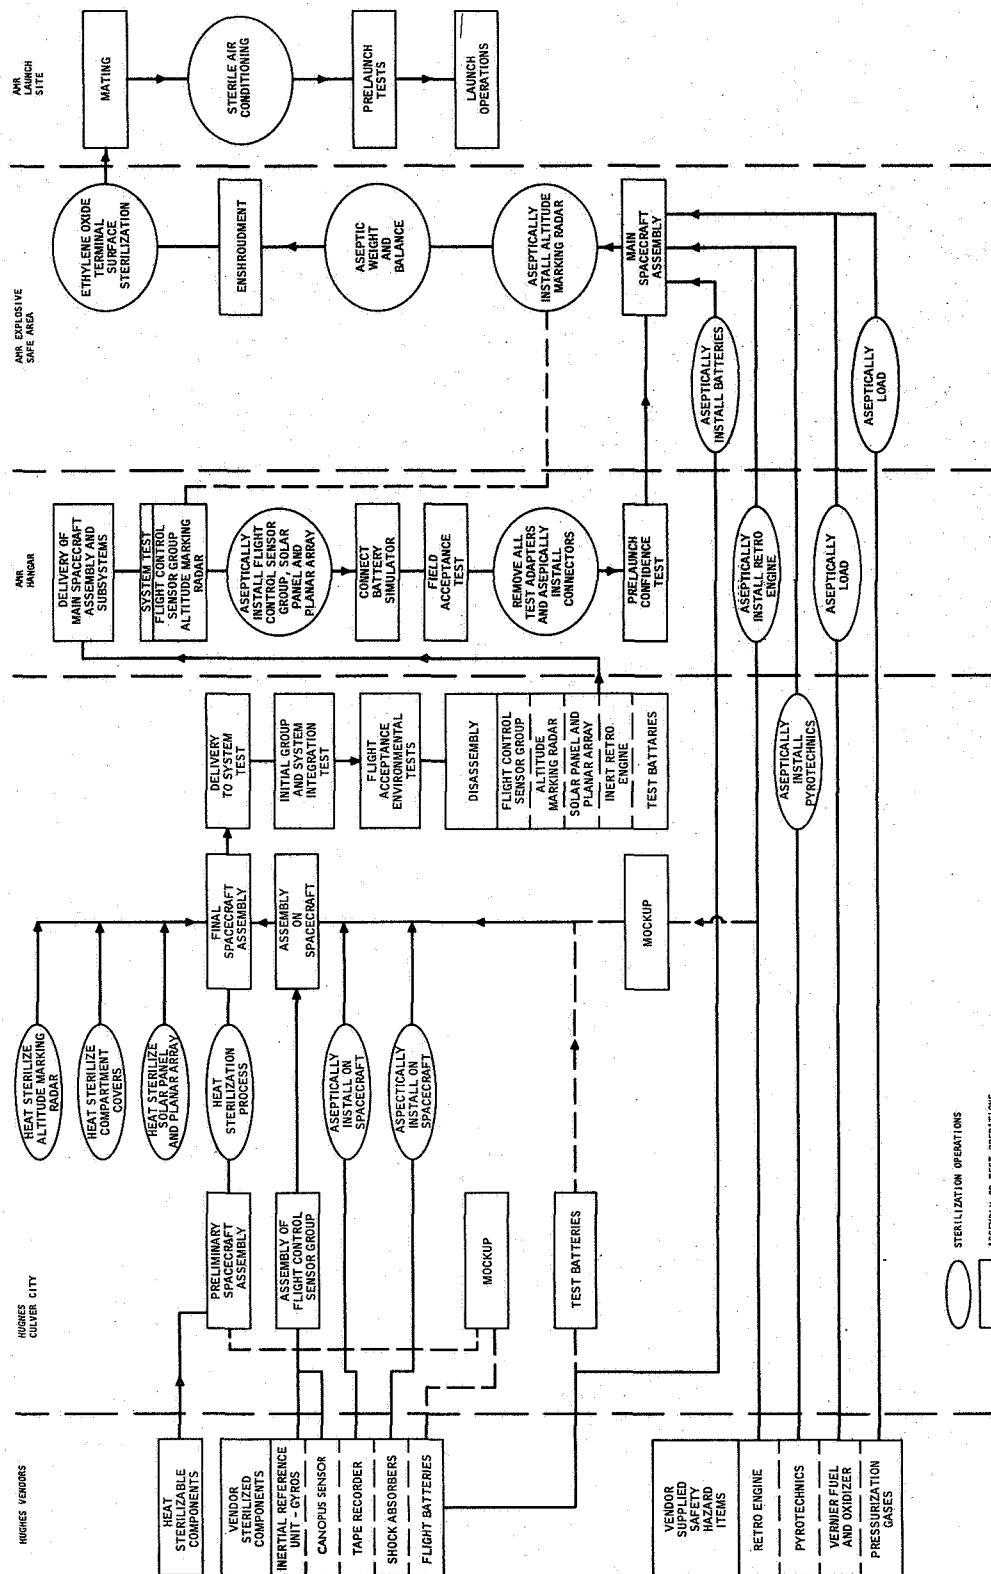 HUGHES VENDORS
HUGHES
CULVER CITY
AMR
HANGAR
AMR EXPLOSIVE
SAFE AREA
AMR
LAUNCH
SITE
HEAT
STERILIZABLE
COMPONENTS
VENDOR
STERILIZED
COMPONENTS
INERTIAL REFERENCE
UNIT - GYROS
CANOPUS SENSOR
TAPE RECORDER
SHOCK ABSORBERS
FLIGHT BATTERIES
VENDOR
SUPPLIED
SAFETY
HAZARD
ITEMS
RETRO ENGINE
PYROTECHNICS
VERNIER FUEL
AND OXIDIZER
PRESSURIZATION
GASES
PRELIMINARY
SPACECRAFT
ASSEMBLY
ASSEMBLY OF
FLIGHT CONTROL
SENSOR GROUP
MOCKUP
TEST BATTERIES
HEAT STERILIZE
ALTITUDE MARKING
RADAR
HEAT STERILIZE
COMPARTMENT
COVERS
HEAT STERILIZE
SOLAR PANEL
AND PLANAR ARRAY
HEAT
STERILIZATION
PROCESS
ASEPTICALLY
INSTALL ON
SPACECRAFT
ASPECTICALLY
INSTALL ON
SPACECRAFT
FINAL
SPACECRAFT
ASSEMBLY
ASSEMBLY
ON
SPACECRAFT
MOCKUP
DELIVERY
TO SYSTEM
TEST
INITIAL GROUP
AND SYSTEM
INTEGRATION
TEST
FLIGHT
ACCEPTANCE
ENVIRONMENTAL
TESTS
DISASSEMBLY
FLIGHT CONTROL
SENSOR GROUP
ALTITUDE
MARKING RADAR
SOLAR PANEL AND
PLANAR ARRAY
INERT RETRO
ENGINE
TEST BATTARIES
ASEPTICALLY
INSTALL
PYROTECHNICS
DELIVERY OF
MAIN SPACECRAFT
ASSEMBLY AND
SUBSYSTEMS
SYSTEM TEST
FLIGHT CONTROL
SENSOR GROUP
ALTITUDE MARKING
RADAR
ASEPTICALLY
INSTALL FLIGHT
CONTROL SENSOR
GROUP, SOLAR
PANEL AND
PLANAR ARRAY
CONNECT
BATTERY
SIMULATOR
FIELD
ACCEPTANCE
TEST
REMOVE ALL
TEST ADAPTERS
AND ASEPICALLY
INSTALL
CONNECTORS
PRELAUNCH
CONFIDENCE
TEST
ASEPTICALLY
INSTALL RETRO
ENGINE
ASEPTICALLY
LOAD
ETHYLENE OXIDE
TERMINAL
SURFACE
STERILIZATION
ENSHROUDMENT
ASEPTIC
WEIGHT
AND
BALANCE
ASEPTICALLY
INSTALL ALTITUDE
MARKING RADAR
MAIN
SPACECRAFT
ASSEMBLY
ASEPTICALLY
INSTALL BATTERIES
ASEPTICALLY
LOAD
MATING
STERILE AIR
CONDITIONING
PRELAUNCH
TESTS
LAUNCH
OPERATIONS
STERILIZATION OPERATIONS